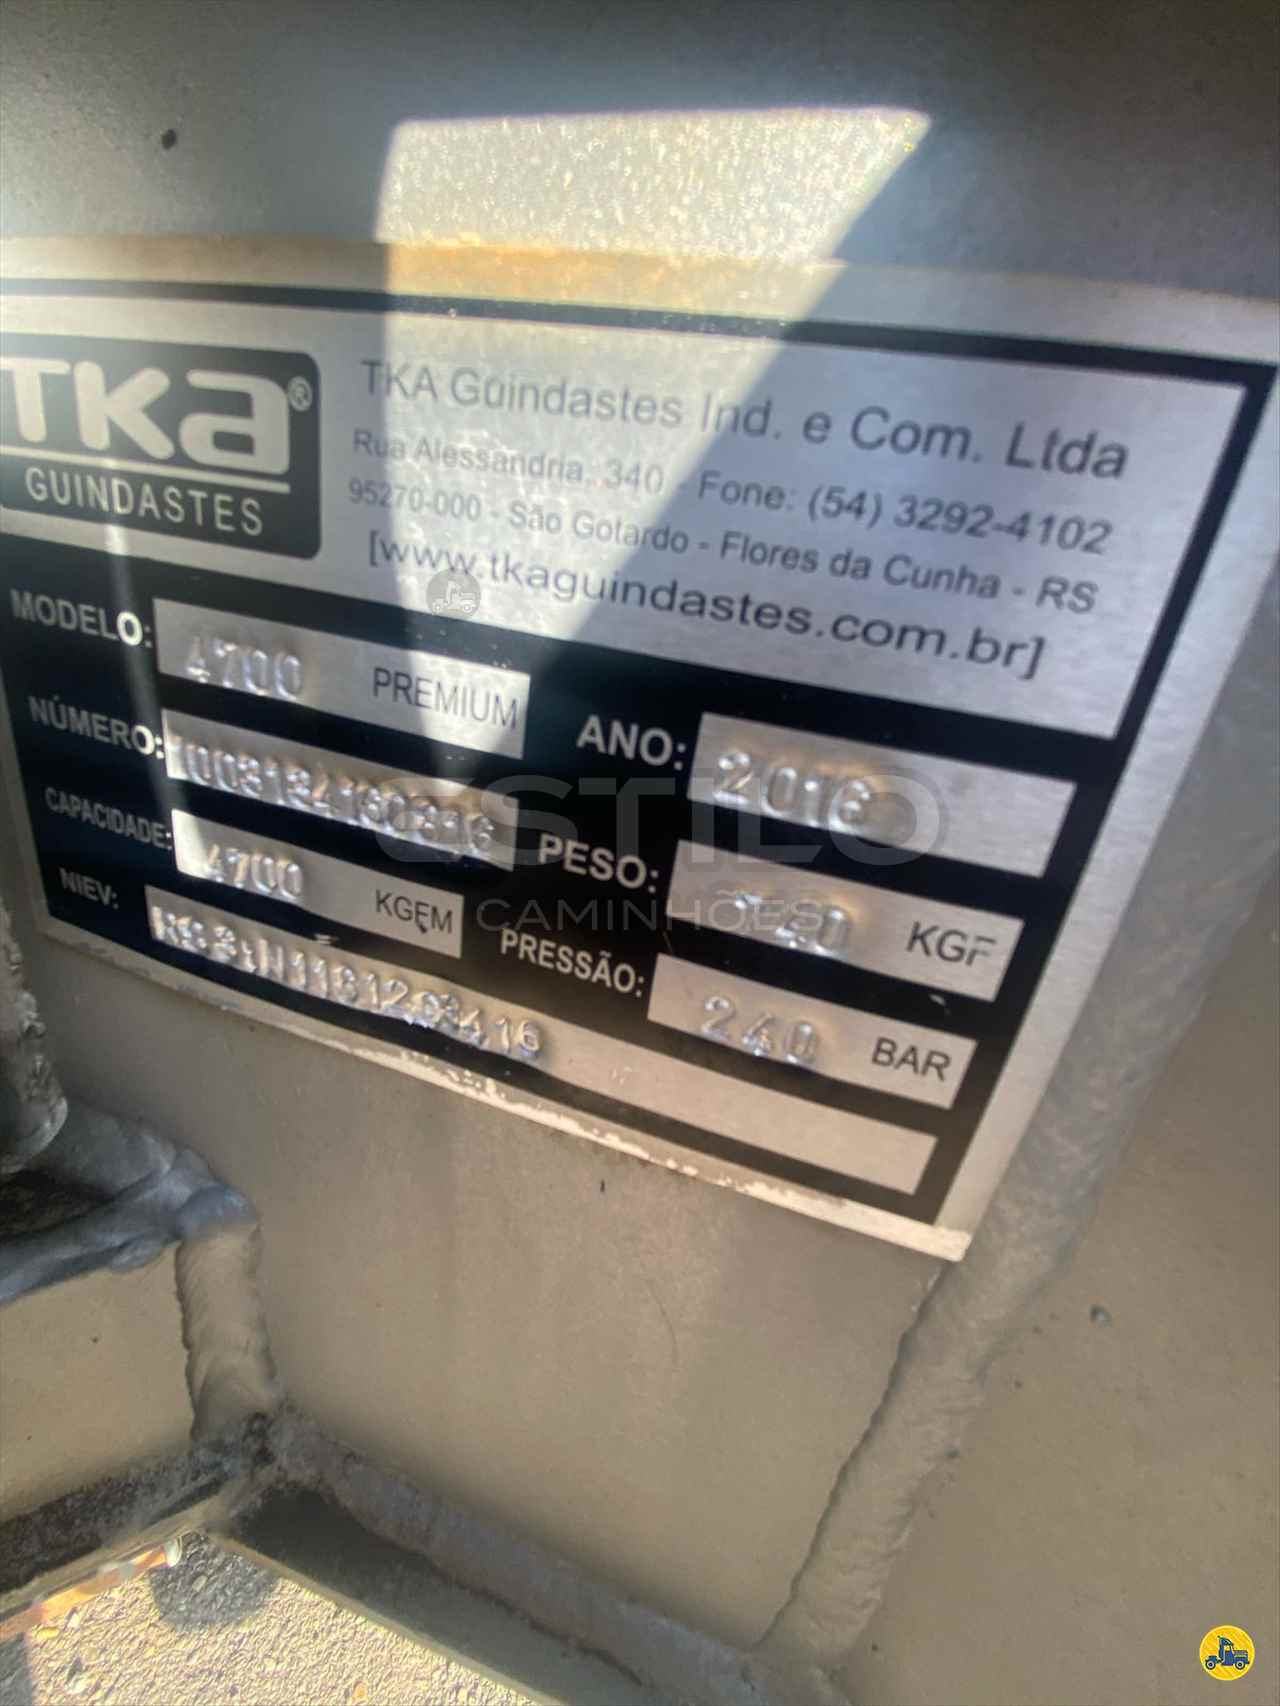 TKA®
GUINDASTES
TKA Guindastes Ind. e Com. Ltda
Rua Alessandria, 340 - Fone: (54) 3292-4102
95270-000 - São Gotardo - Flores da Cunha - RS
[www.tkaguindastes.com.br]
MODELO: 4700 PREMIUM
ANO: 2016
NÚMERO:
PESO: KGF
CAPACIDADE: 4700 KGFM
PRESSÃO: 240 BAR
NIEV:
ESTILO
CAMINHÕES